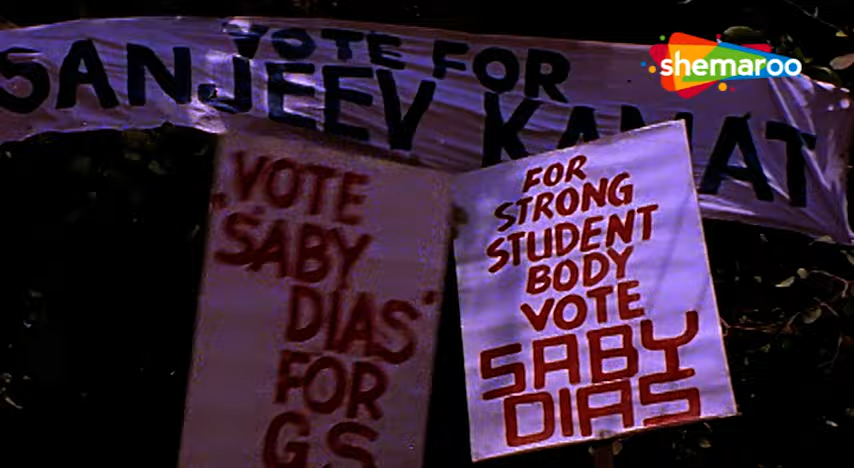 VOTE FOR
SANJEEV KAMAT
shemaroo
VOTE
'SABY
DIAS'
FOR
G.S
FOR
STRONG
STUDENT
BODY
VOTE
SABY
DIAS